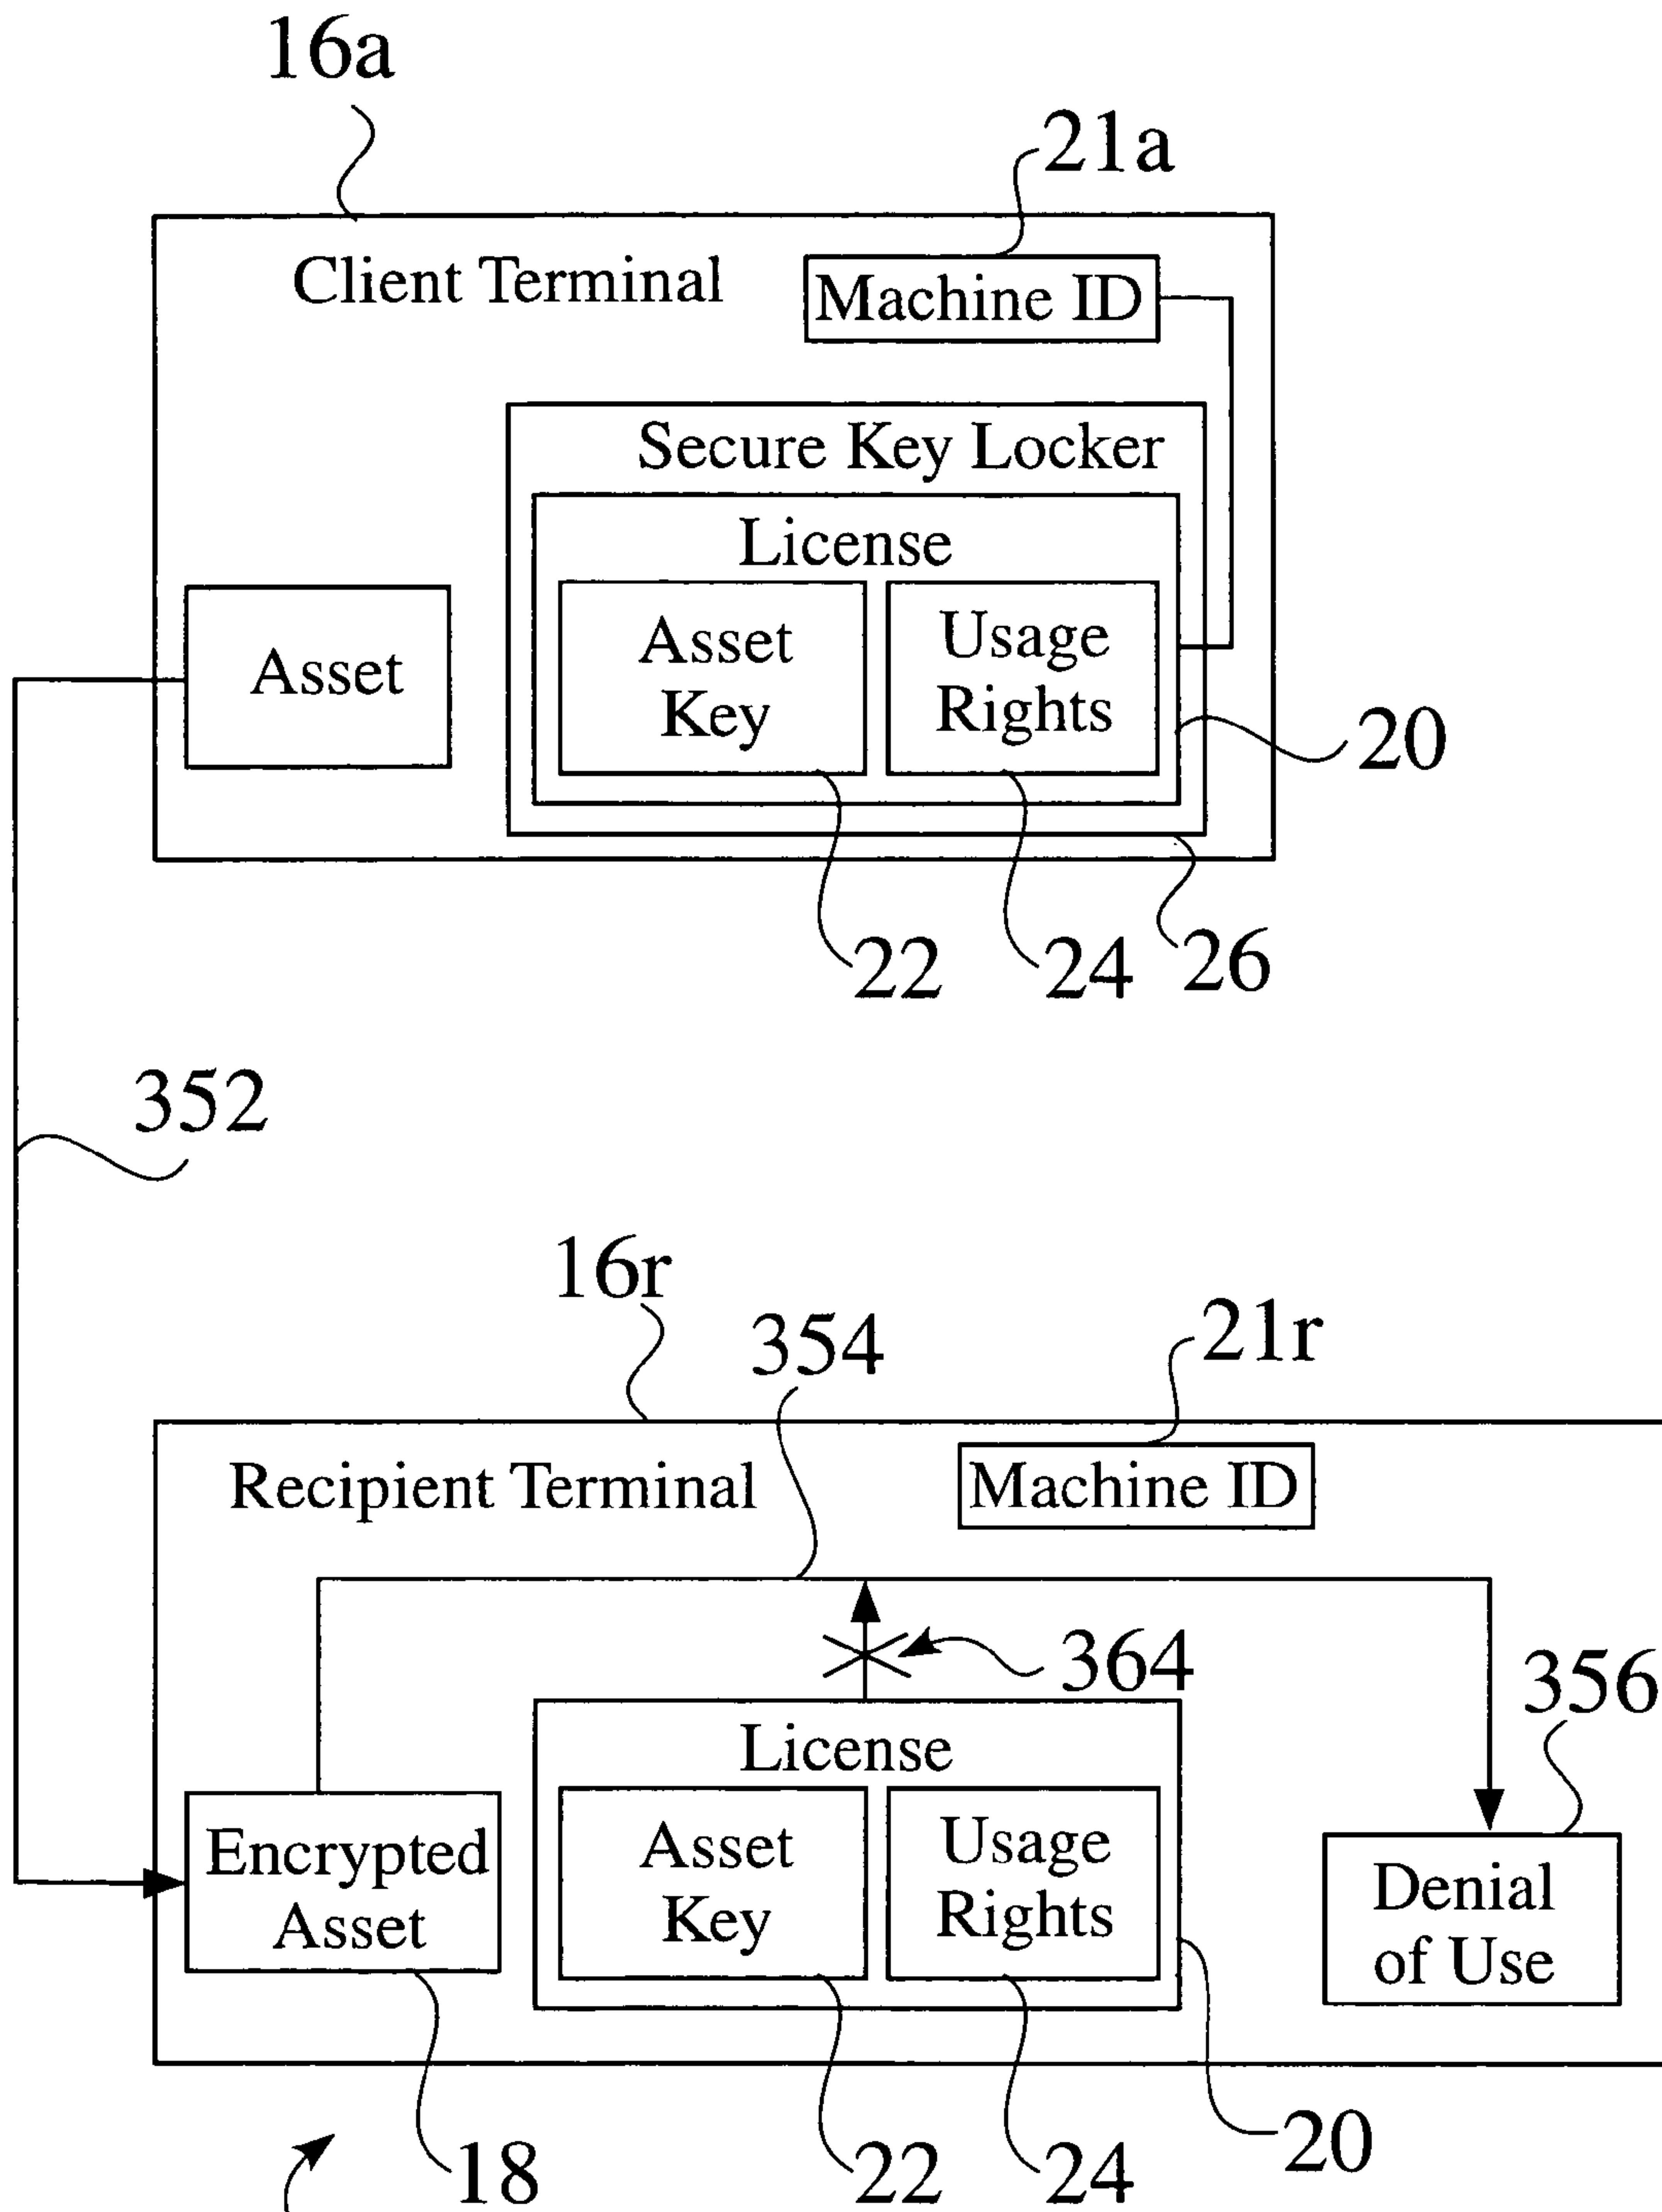 16a
21a
Client Terminal
Machine ID
Secure Key Locker
License
Asset
Key
Usage
Rights
Asset
20
22
24
26
352
16r
354
21r
Recipient Terminal
Machine ID
364
356
License
Encrypted
Asset
Asset
Key
Usage
Rights
Denial
of Use
18
22
24
20